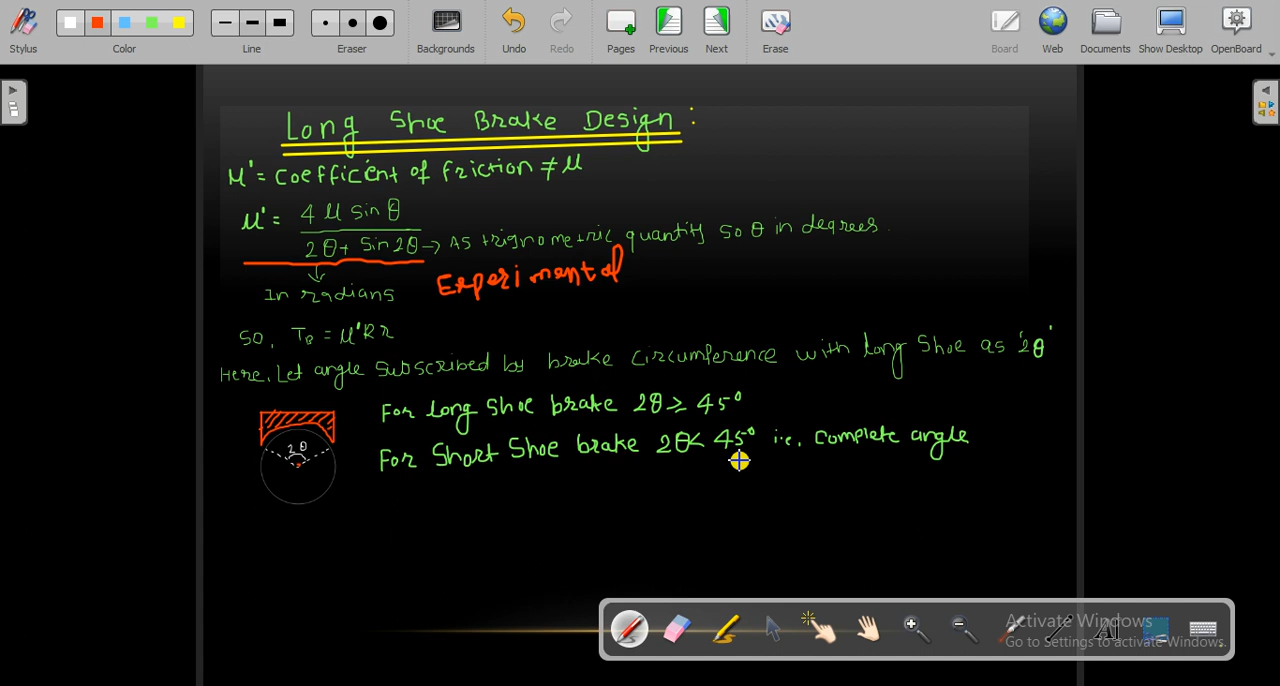 Stylus Color Line Eraser Backgrounds Undo Redo Pages Previous Next Erase Board Web Documents Show Desktop OpenBoard
Long Shoe Brake Design :
μ' = Coefficient of friction ≠ μ
μ' = 4 μ sin θ
2θ + sin 2θ → As trignometric quantity so θ in degrees.
Experimental
In radians
so, T_B = μ'R r
Here, Let angle subscribed by brake circumference with long shoe as '2θ'
For long shoe brake 2θ ≥ 45°
2θ
For Short Shoe brake 2θ < 45° i.e. complete angle
Activate Windows
Go to Settings to activate Windows.